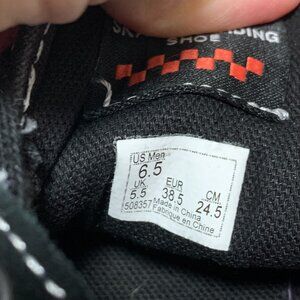 SHOE
US Men
6.5
UK EUR CM
5.5 38.5 24.5
508357 Made in China
Fabriqué en Chine